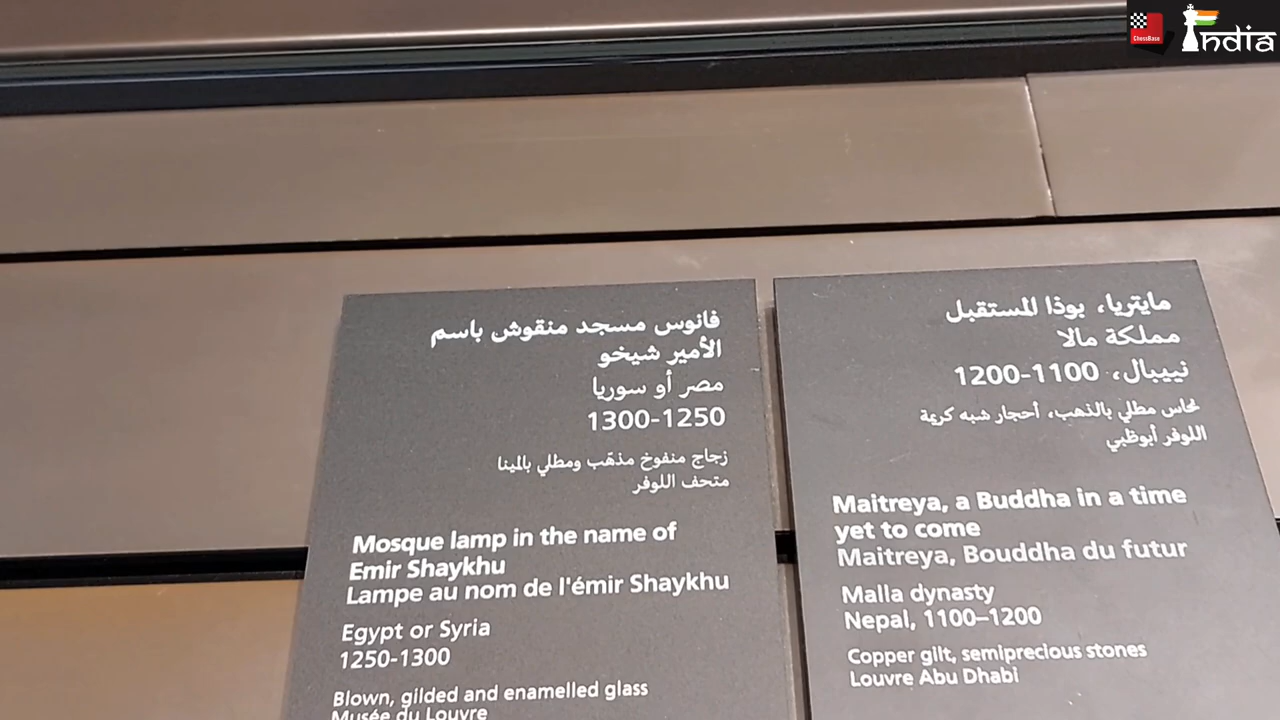 ChessBase
India
فانوس مسجد منقوش باسم
الأمير شيخو
مصر أو سوريا
1300-1250
زجاج منفوخ مذهّب ومطلي بالمينا
متحف اللوفر
Mosque lamp in the name of
Emir Shaykhu
Lampe au nom de l'émir Shaykhu
Egypt or Syria
1250-1300
Blown, gilded and enamelled glass
Musée du Louvre
مايتريا، بوذا المستقبل
مملكة مالا
نيبال، 1100-1200
نحاس مطلي بالذهب، أحجار شبه كريمة
اللوفر أبوظبي
Maitreya, a Buddha in a time
yet to come
Maitreya, Bouddha du futur
Malla dynasty
Nepal, 1100–1200
Copper gilt, semiprecious stones
Louvre Abu Dhabi